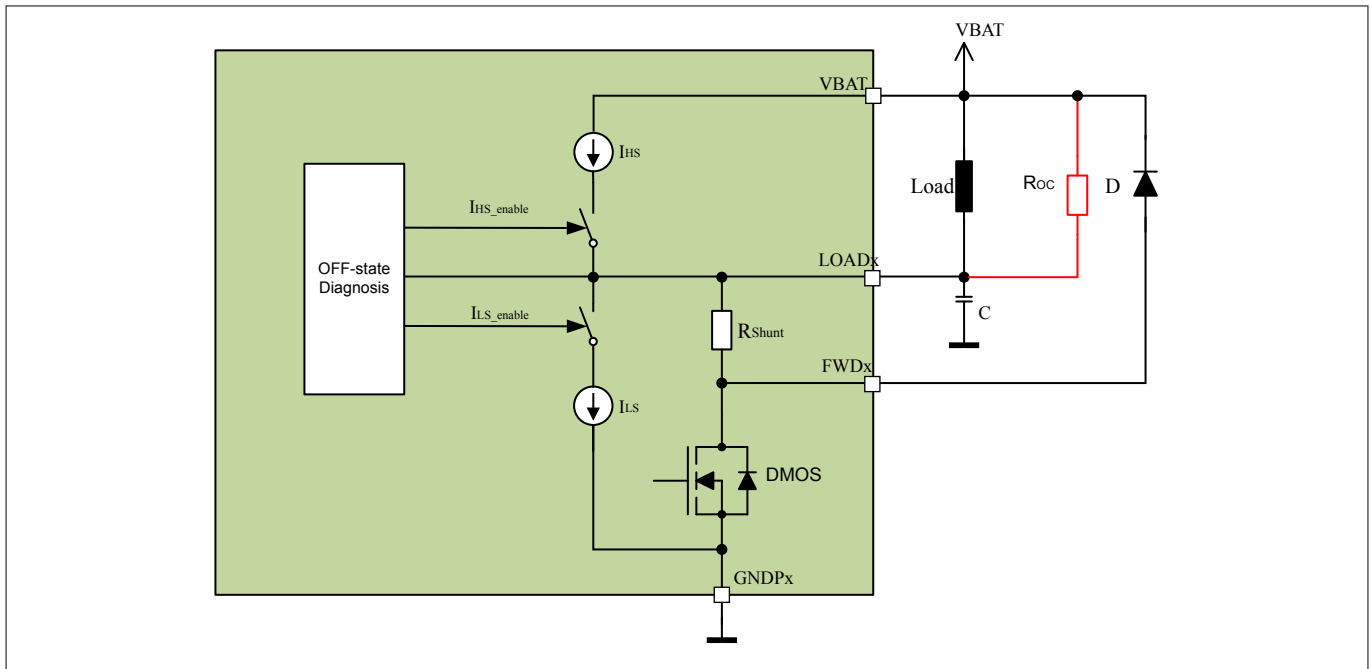 VBAT
VBAT
IHS
IHS_enable
Load
ROC
D
OFF-state
Diagnosis
LOADx
ILS_enable
RShunt
C
FWDx
ILS
DMOS
GNDPx